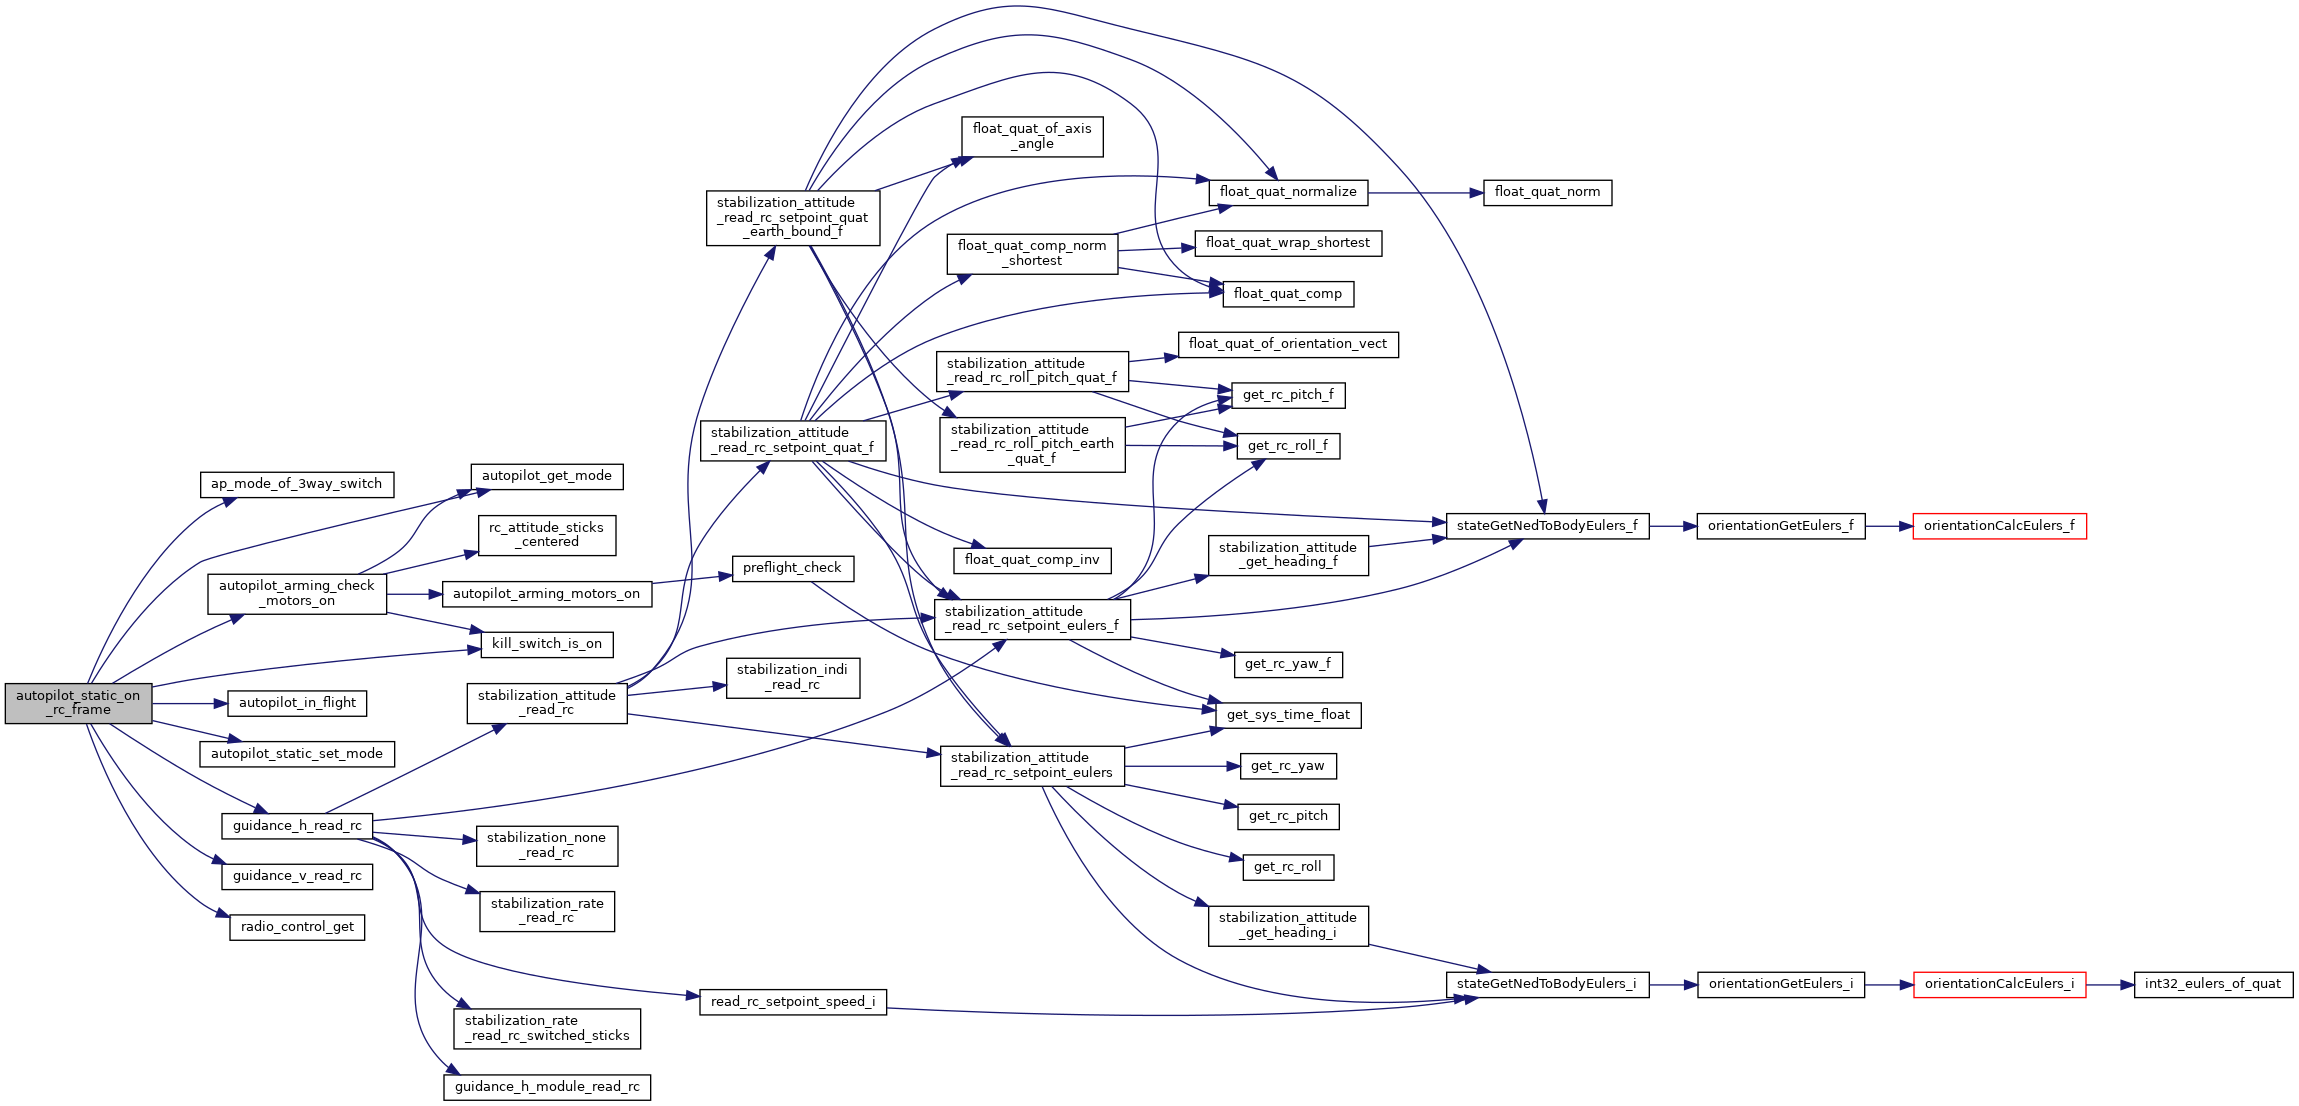 autopilot_static_on
_rc_frame
ap_mode_of_3way_switch
autopilot_arming_check
_motors_on
autopilot_in_flight
autopilot_static_set_mode
guidance_h_read_rc
guidance_v_read_rc
radio_control_get
autopilot_get_mode
rc_attitude_sticks
_centered
autopilot_arming_motors_on
kill_switch_is_on
stabilization_attitude
_read_rc
stabilization_none
_read_rc
stabilization_rate
_read_rc
stabilization_rate
_read_rc_switched_sticks
guidance_h_module_read_rc
stabilization_attitude
_read_rc_setpoint_quat
_earth_bound_f
stabilization_attitude
_read_rc_setpoint_quat_f
preflight_check
stabilization_indi
_read_rc
read_rc_setpoint_speed_i
float_quat_of_axis
_angle
float_quat_comp_norm
_shortest
stabilization_attitude
_read_rc_roll_pitch_quat_f
stabilization_attitude
_read_rc_roll_pitch_earth
_quat_f
float_quat_comp_inv
stabilization_attitude
_read_rc_setpoint_eulers_f
stabilization_attitude
_read_rc_setpoint_eulers
float_quat_normalize
float_quat_wrap_shortest
float_quat_comp
float_quat_of_orientation_vect
get_rc_pitch_f
get_rc_roll_f
stabilization_attitude
_get_heading_f
get_rc_yaw_f
get_sys_time_float
get_rc_yaw
get_rc_pitch
get_rc_roll
stabilization_attitude
_get_heading_i
float_quat_norm
stateGetNedToBodyEulers_f
stateGetNedToBodyEulers_i
orientationGetEulers_f
orientationGetEulers_i
orientationCalcEulers_f
orientationCalcEulers_i
int32_eulers_of_quat